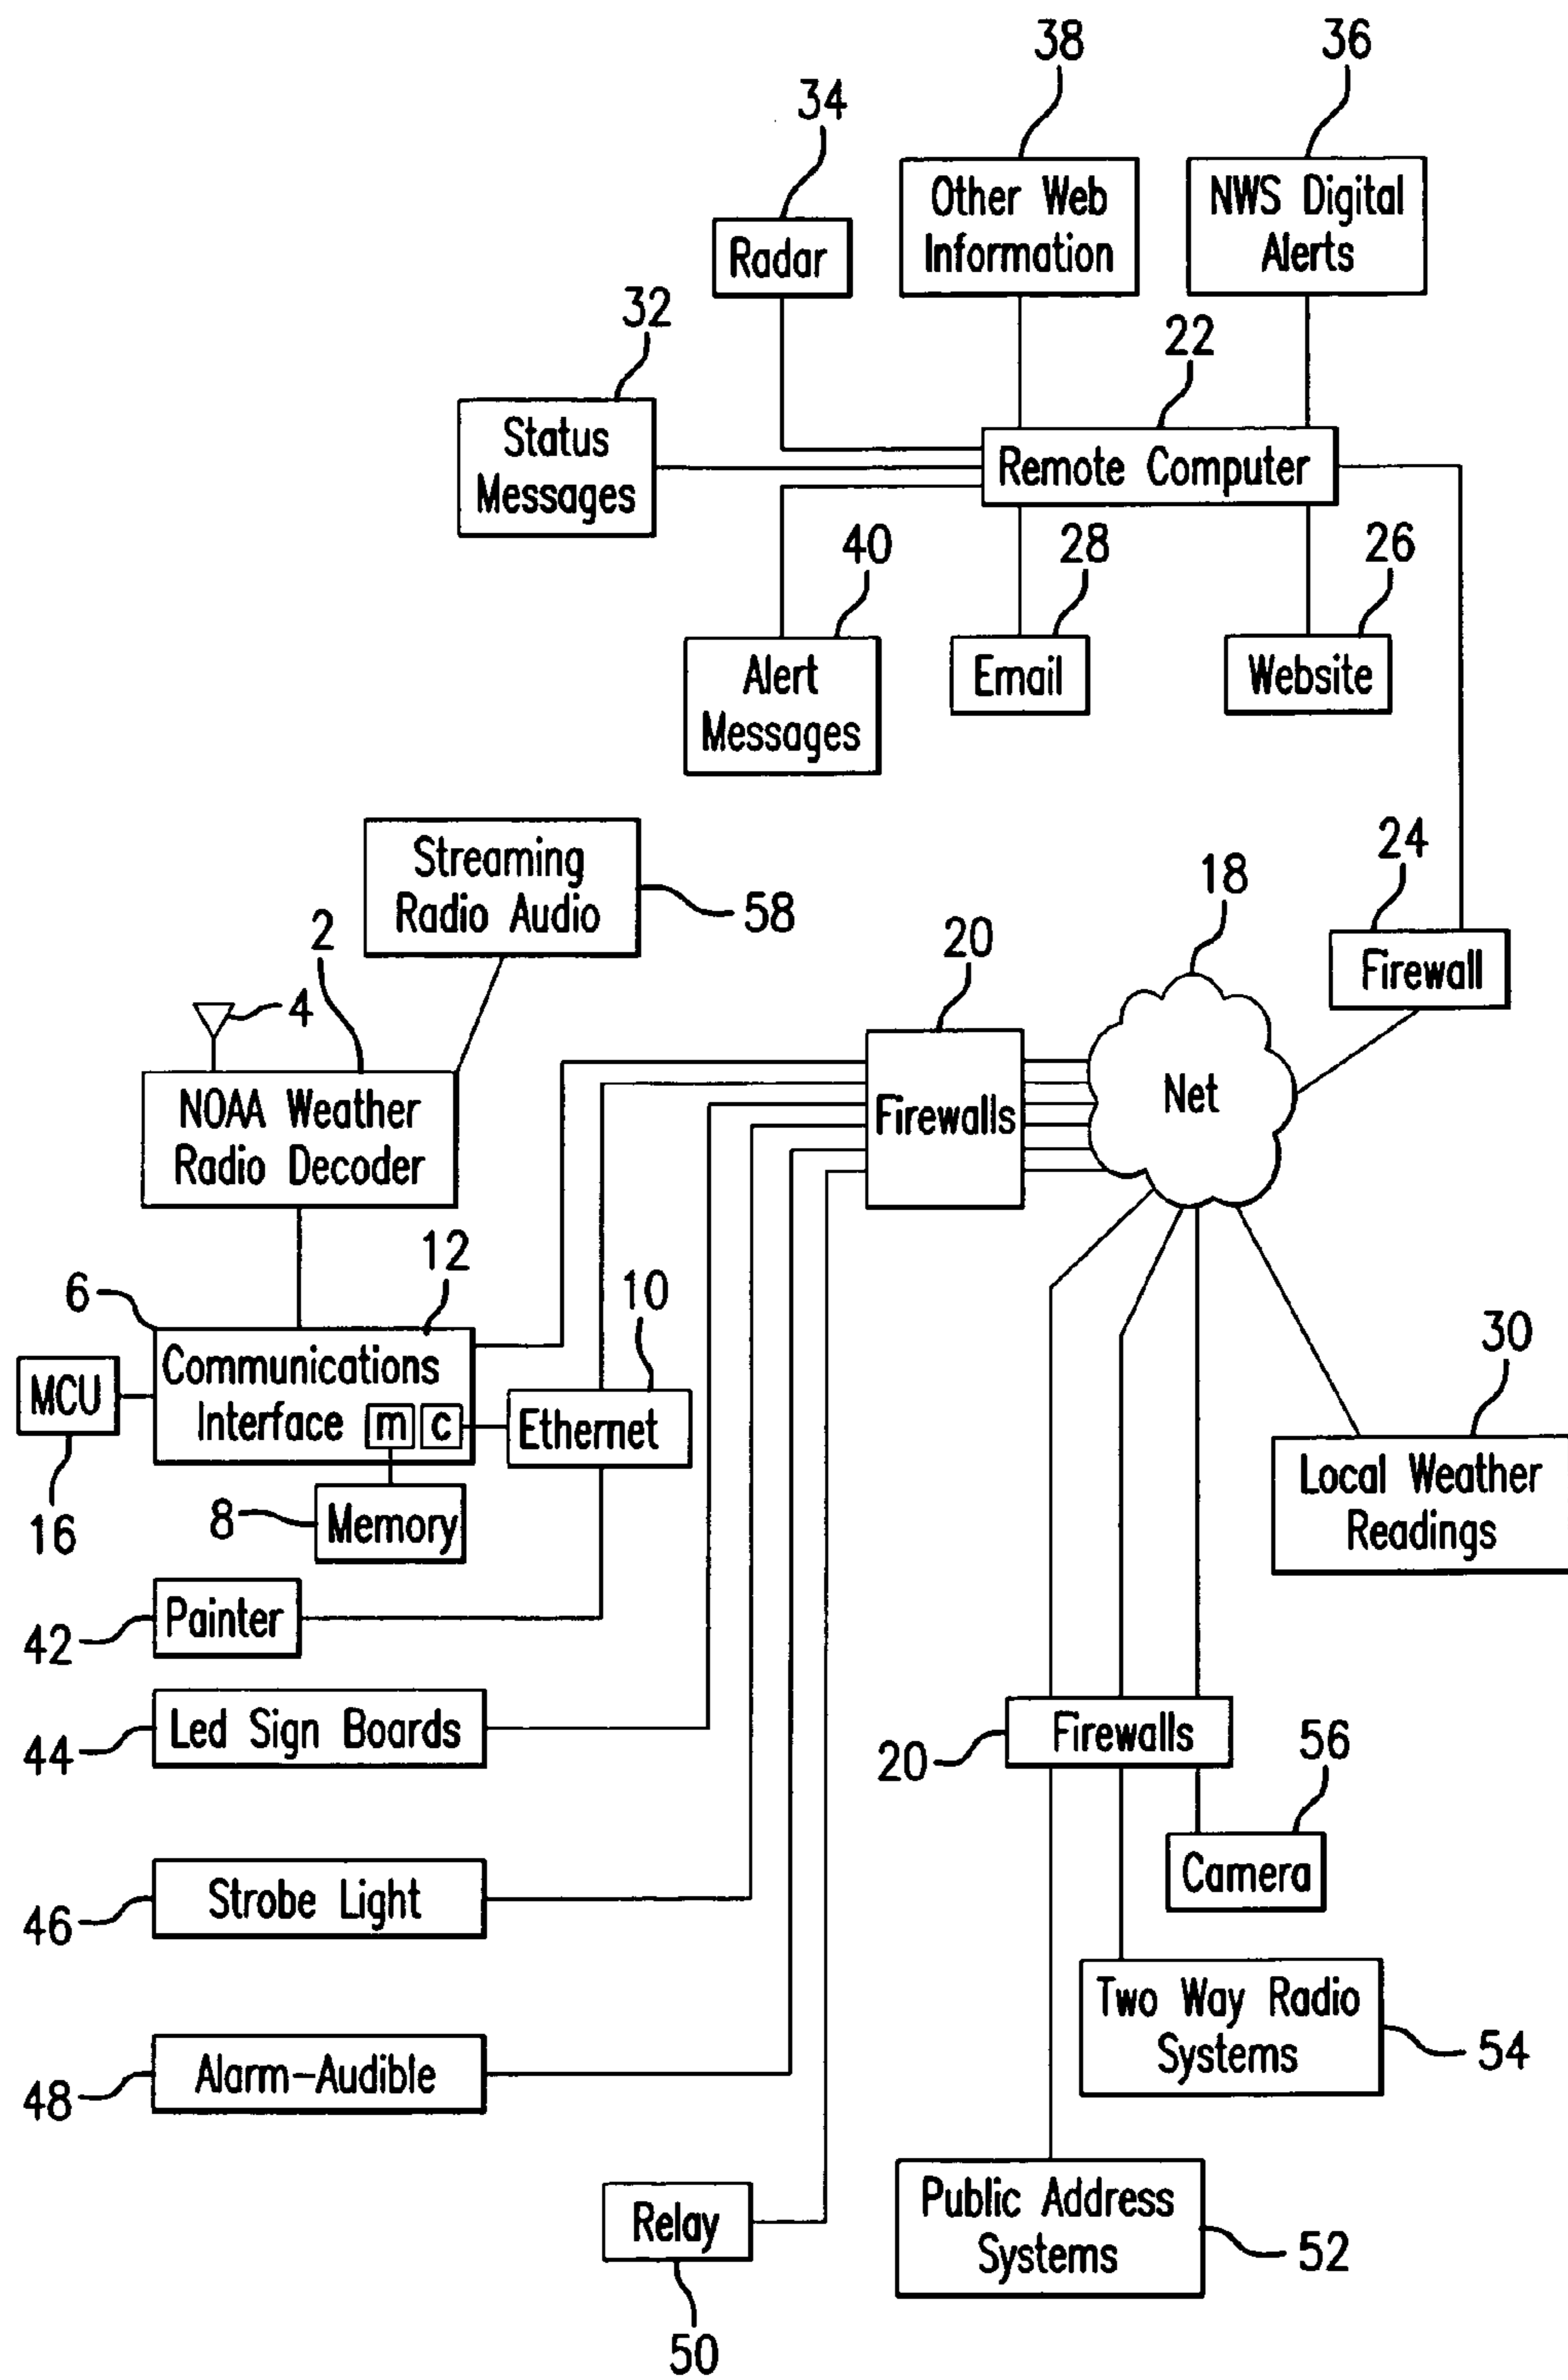 38
36
34
Other Web
Information
NWS Digital
Alerts
Radar
32
22
Status
Messages
Remote Computer
40
28
26
Alert
Messages
Email
Website
Streaming
Radio Audio
58
24
18
20
2
Firewall
4
NOAA Weather
Radio Decoder
Firewalls
Net
12
6
10
30
Communications
Interface
m
c
MCU
Ethernet
Local Weather
Readings
16
8
Memory
42
Painter
44
Led Sign Boards
20
Firewalls
56
46
Strobe Light
Camera
Two Way Radio
Systems
54
48
Alarm-Audible
Public Address
Systems
52
Relay
50